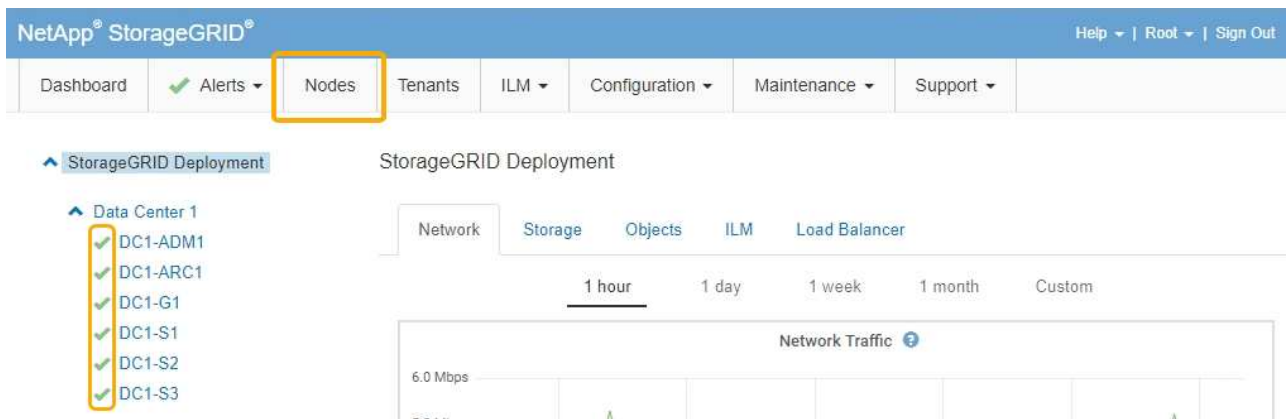 NetApp® StorageGRID®
Help | Root | Sign Out
Dashboard Alerts Nodes Tenants ILM Configuration Maintenance Support
StorageGRID Deployment
Data Center 1
DC1-ADM1
DC1-ARC1
DC1-G1
DC1-S1
DC1-S2
DC1-S3
StorageGRID Deployment
Network Storage Objects ILM Load Balancer
1 hour 1 day 1 week 1 month Custom
Network Traffic
6.0 Mbps